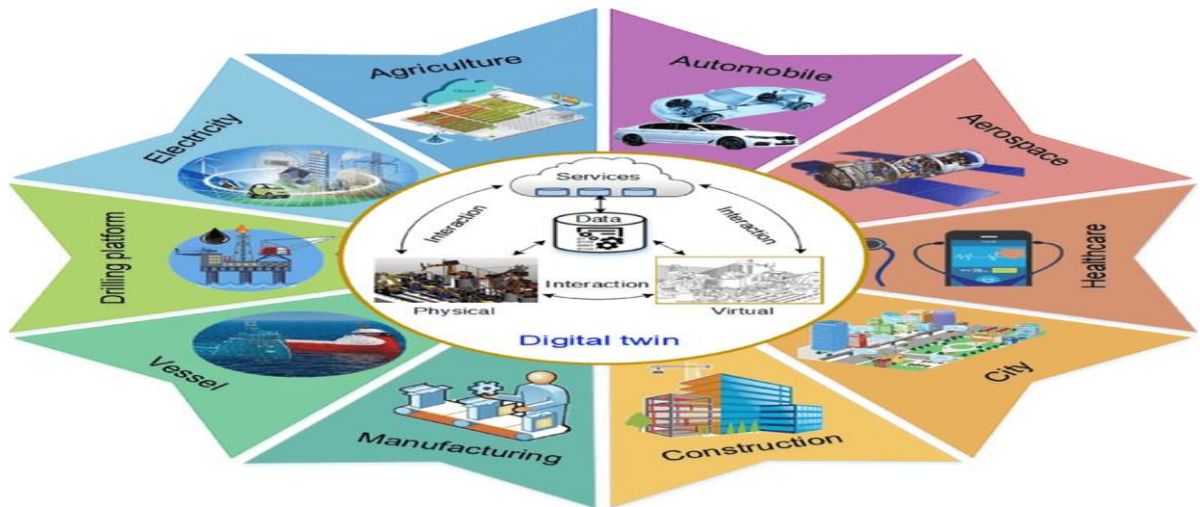 Agriculture
Automobile
Electricity
Aerospace
Drilling platform
Healthcare
Vessel
City
Manufacturing
Construction
Cloud
Services
Interaction
Data
Interaction
Interaction
Physical
Virtual
Digital twin